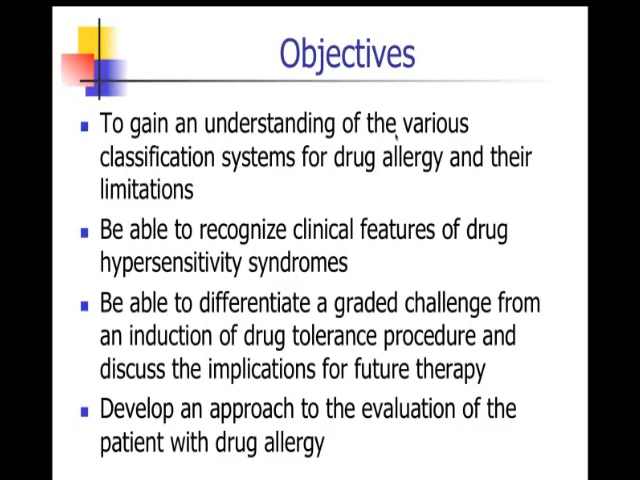 Objectives
To gain an understanding of the various
classification systems for drug allergy and their
limitations
Be able to recognize clinical features of drug
hypersensitivity syndromes
Be able to differentiate a graded challenge from
an induction of drug tolerance procedure and
discuss the implications for future therapy
Develop an approach to the evaluation of the
patient with drug allergy